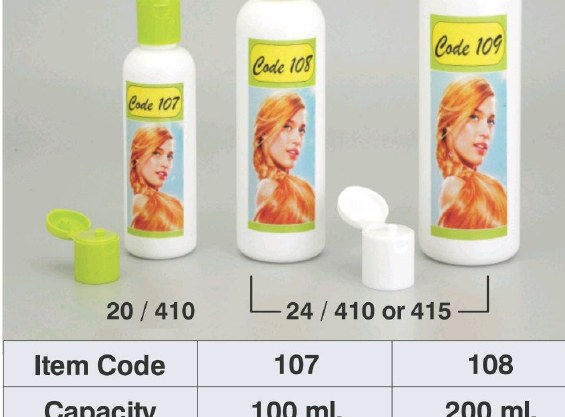 Code 107
Code 108
Code 109
20 / 410
24 / 410 or 415
Item Code 107 108
Capacity 100 ml. 200 ml.